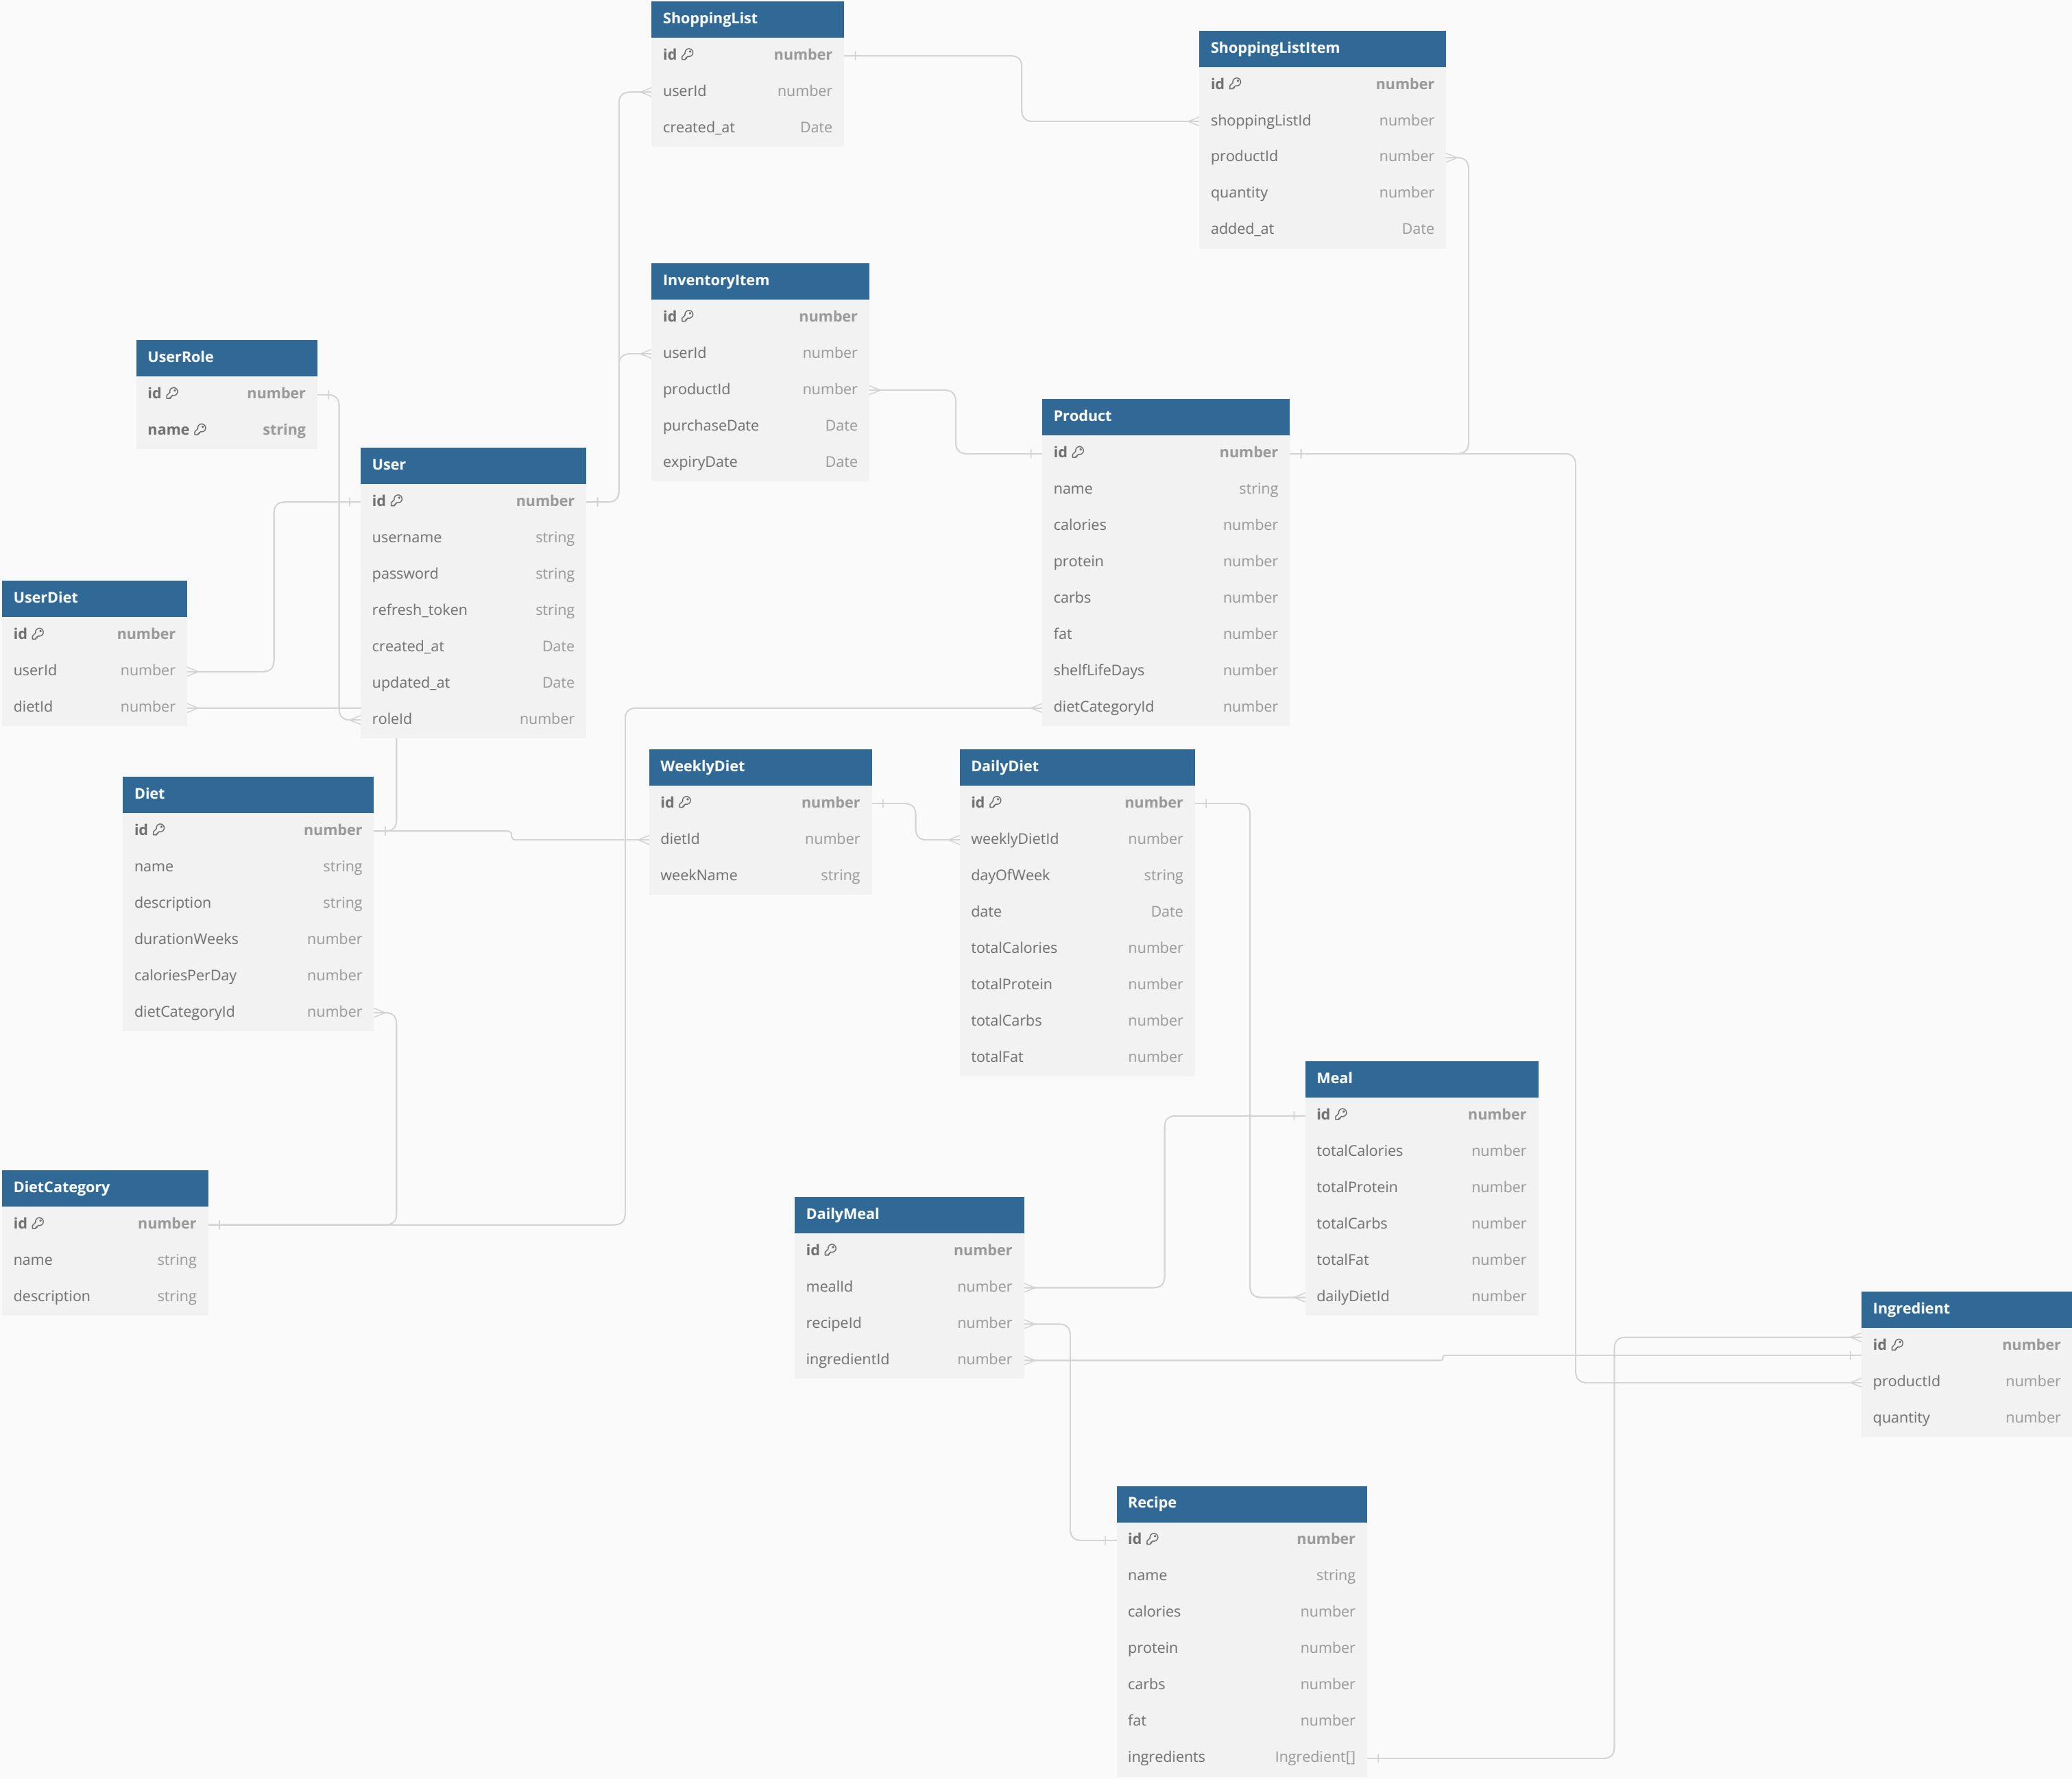 ShoppingList
id number
userId number
created_at Date
ShoppingListItem
id number
shoppingListId number
productId number
quantity number
added_at Date
InventoryItem
id number
userId number
productId number
purchaseDate Date
expiryDate Date
UserRole
id number
name string
Product
id number
name string
calories number
protein number
carbs number
fat number
shelfLifeDays number
dietCategoryId number
User
id number
username string
password string
refresh_token string
created_at Date
updated_at Date
roleId number
UserDiet
id number
userId number
dietId number
Diet
id number
name string
description string
durationWeeks number
caloriesPerDay number
dietCategoryId number
WeeklyDiet
id number
dietId number
weekName string
DailyDiet
id number
weeklyDietId number
dayOfWeek string
date Date
totalCalories number
totalProtein number
totalCarbs number
totalFat number
Meal
id number
totalCalories number
totalProtein number
totalCarbs number
totalFat number
dailyDietId number
DietCategory
id number
name string
description string
DailyMeal
id number
mealId number
recipeId number
ingredientId number
Ingredient
id number
productId number
quantity number
Recipe
id number
name string
calories number
protein number
carbs number
fat number
ingredients Ingredient[]